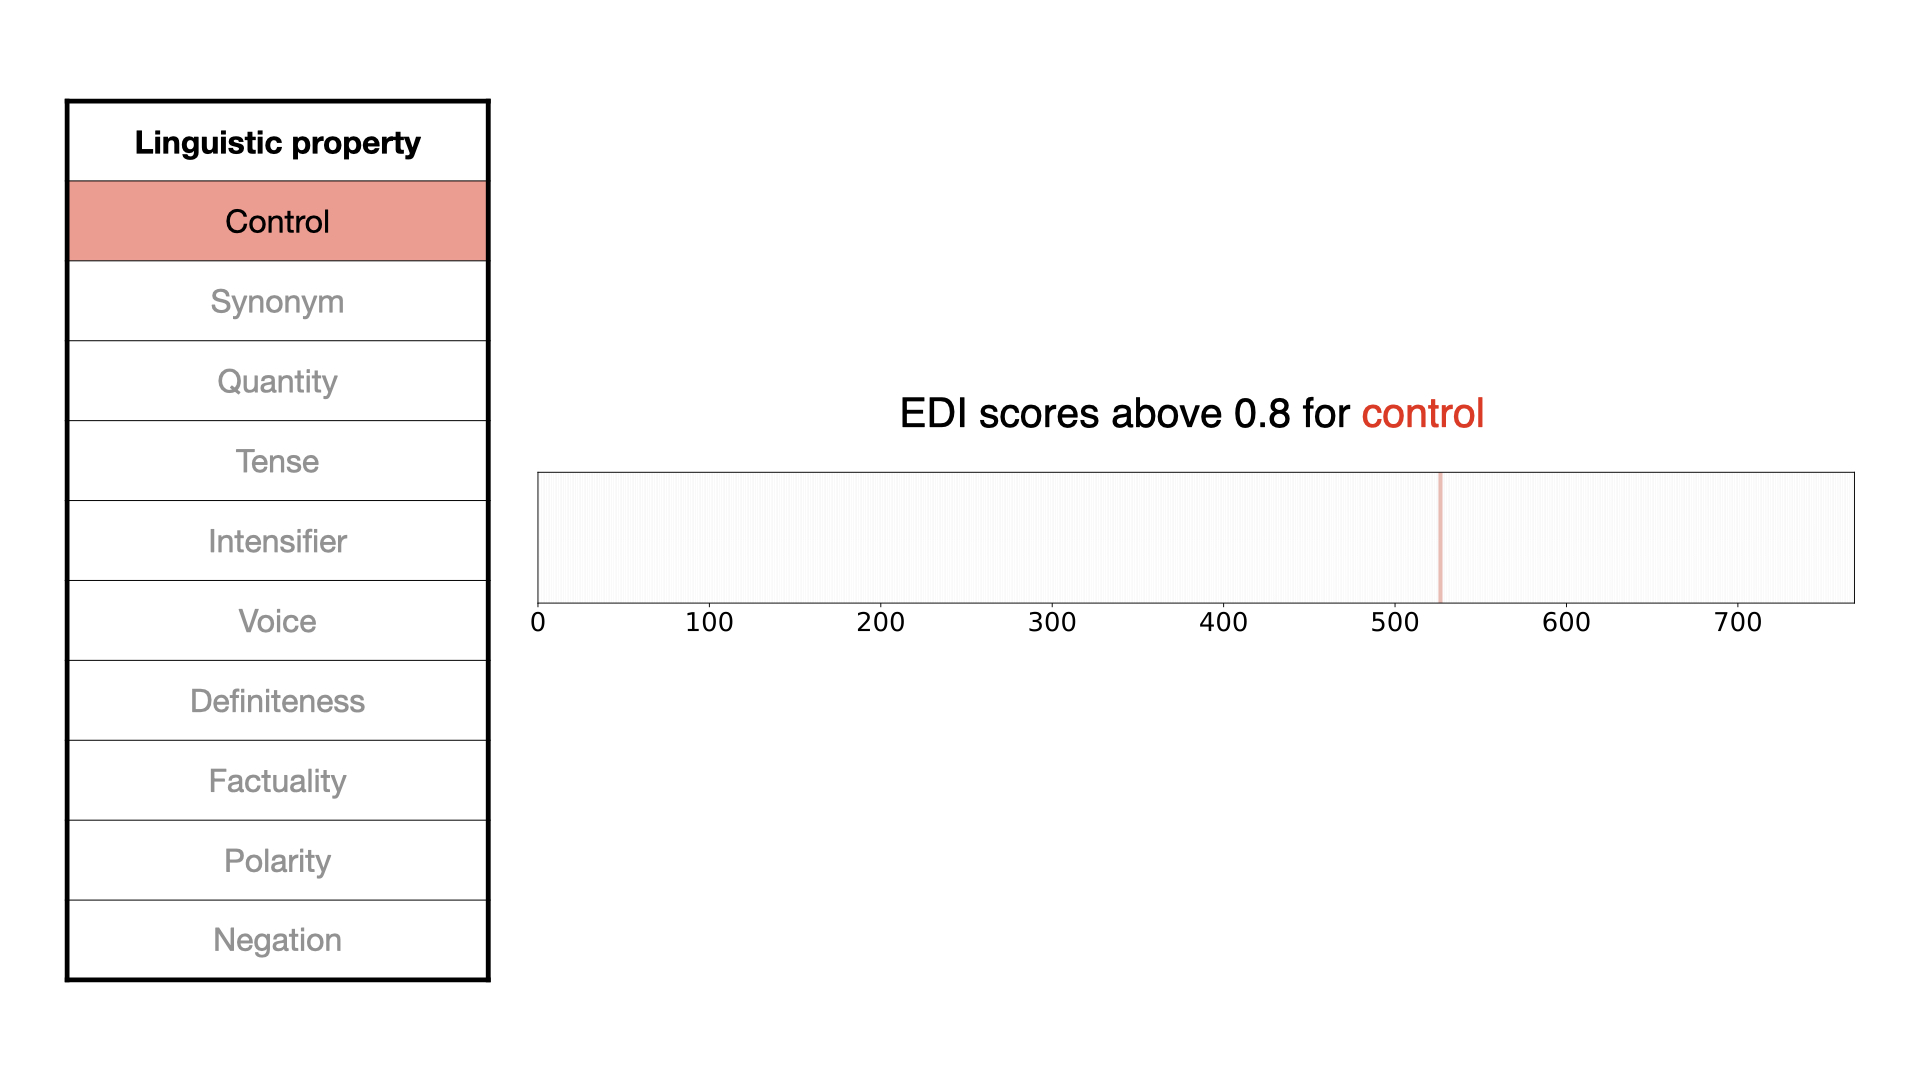 Linguistic property
Control
Synonym
Quantity
Tense
Intensifier
Voice
Definiteness
Factuality
Polarity
Negation
EDI scores above 0.8 for control
0 100 200 300 400 500 600 700